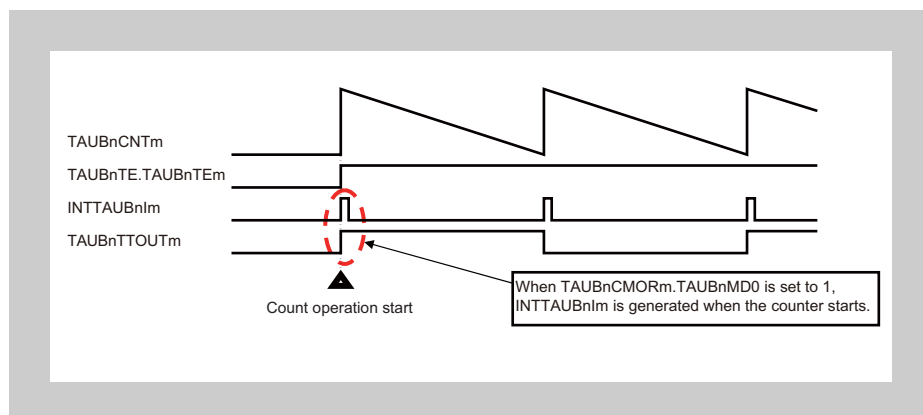 TAUBnCNTm
TAUBnTE.TAUBnTEm
INTTAUBnIm
TAUBnTTOUTm
When TAUBnCMORm.TAUBnMD0 is set to 1,
INTTAUBnIm is generated when the counter starts.
Count operation start